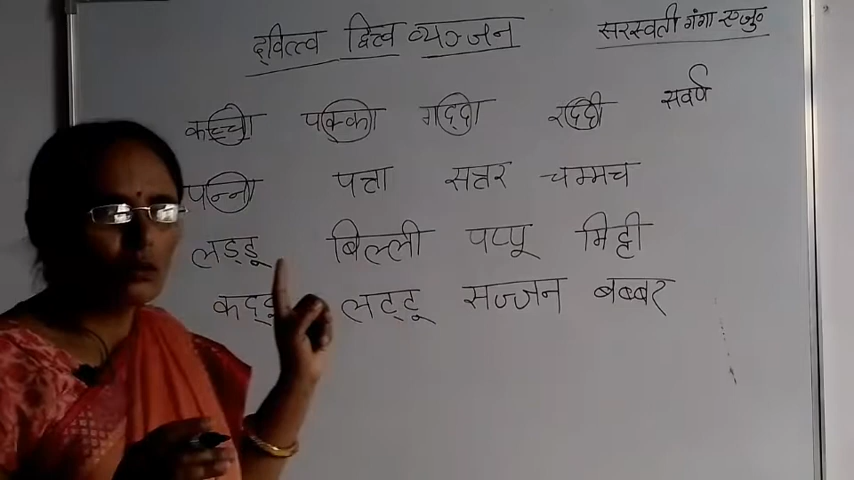 द्वित्व द्वित्व व्यञ्जन
सरस्वती गंगा
कच्चा पक्का गद्दा रद्दी सवर्ण
पन्ना पत्ता सत्तर चम्मच
लड्डू बिल्ली पप्पू मिट्टी
कद्दू लट्टू सज्जन बब्बर